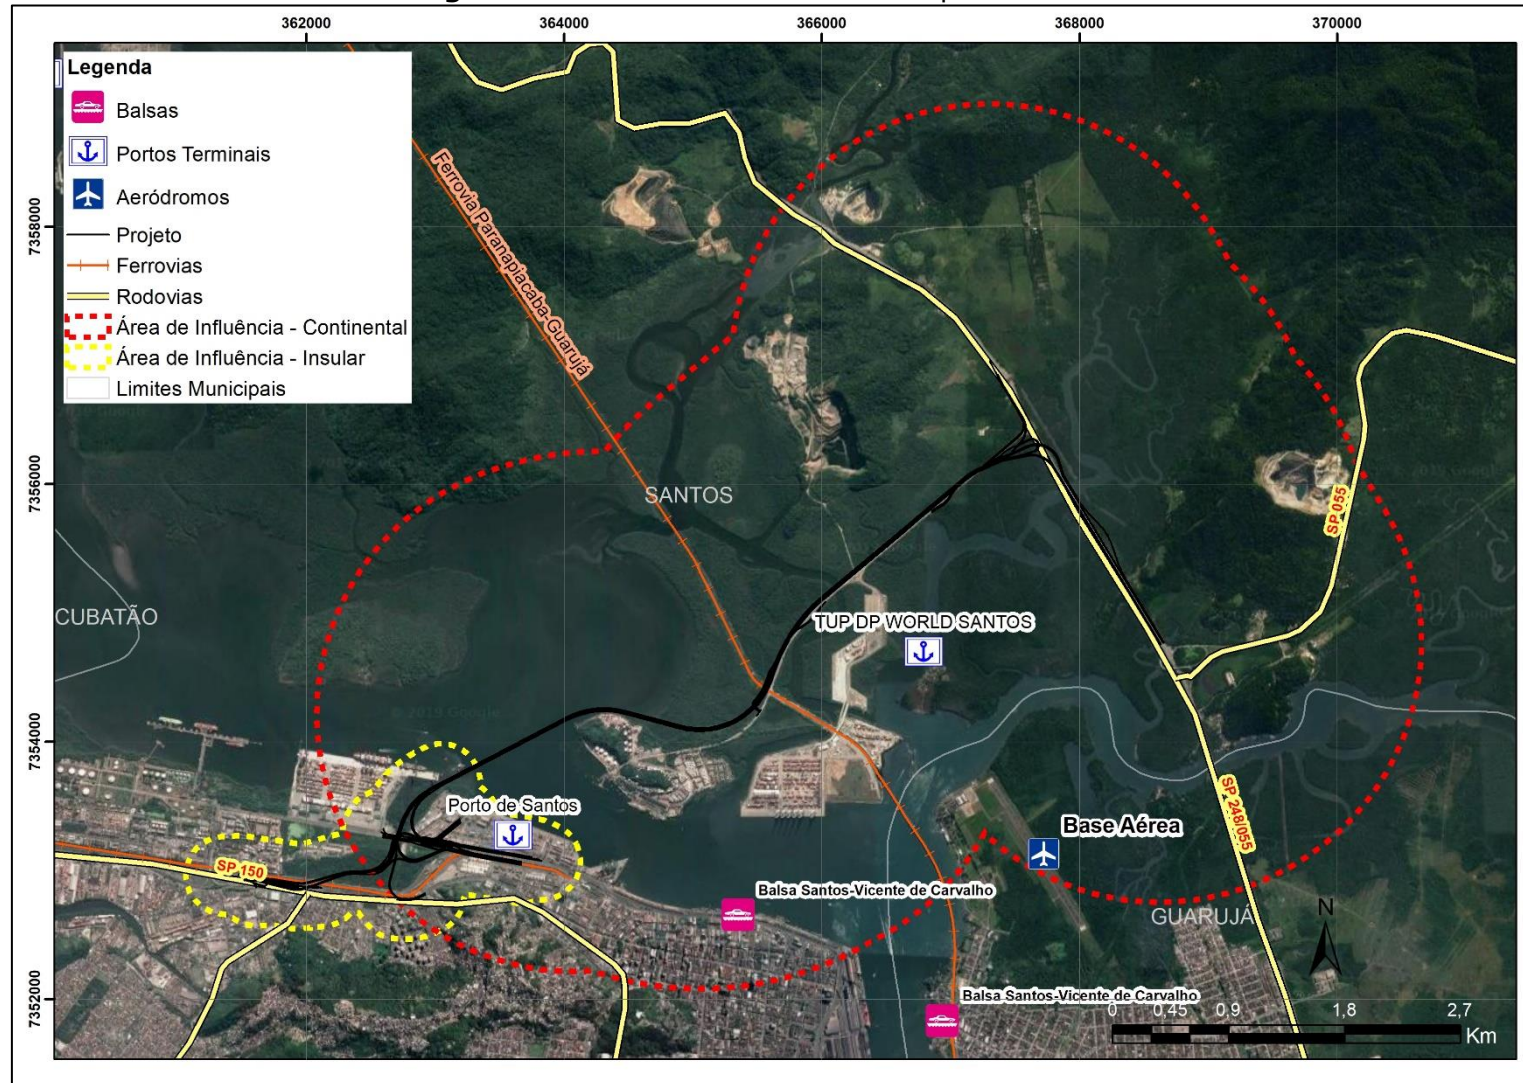 362000
364000
366000
368000
370000
Legenda
Balsas
Portos Terminais
Aeródromos
Projeto
Ferrovias
Rodovias
Área de Influência - Continental
Área de Influência - Insular
Limites Municipais
7358000
7356000
7354000
7352000
Ferrovia Paranapiacaba-Guarujá
SANTOS
SP 055
CUBATÃO
TUP DP WORLD SANTOS
© 2019 Google
Porto de Santos
SP 248/055
Base Aérea
SP 150
Balsa Santos-Vicente de Carvalho
GUARUJÁ
N
Balsa Santos-Vicente de Carvalho
0 0,45 0,9 1,8 2,7
Km